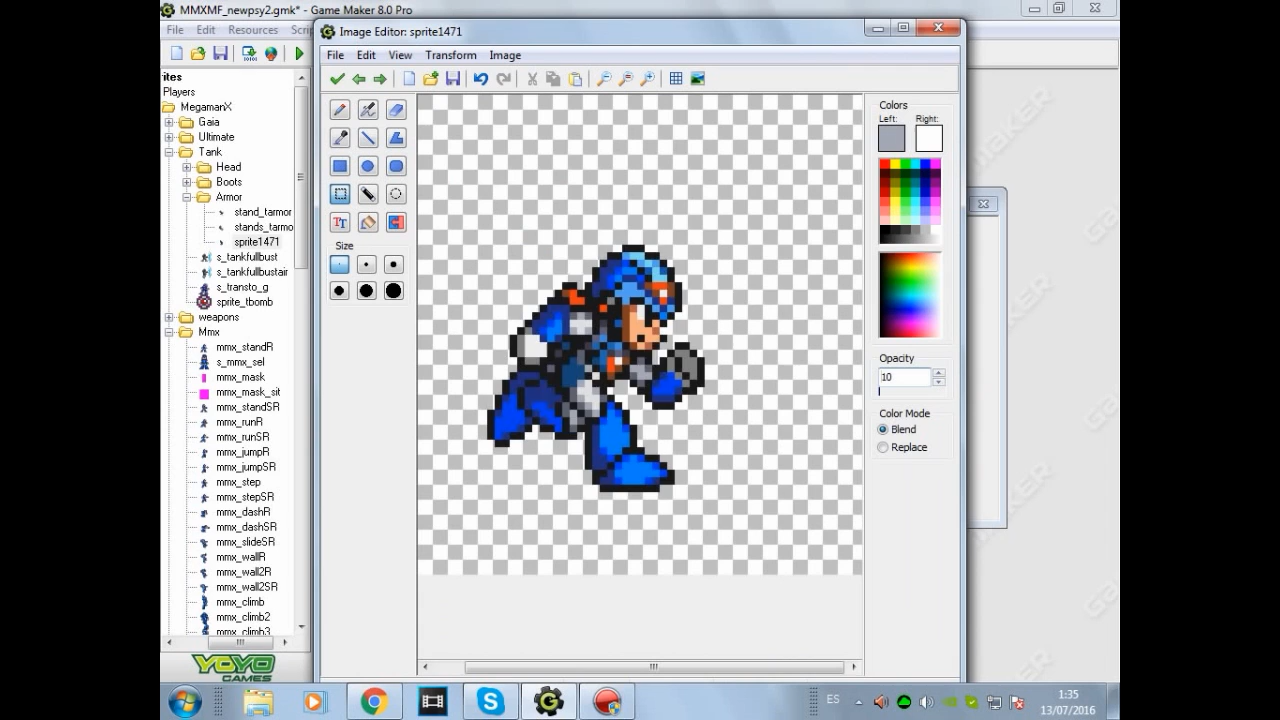 MMXMF_newpsy2.gmk* - Game Maker 8.0 Pro
File Edit Resources Scri
Image Editor: sprite1471
File Edit View Transform Image
ites
Players
MegamanX
Gaia
Ultimate
Tank
Head
Boots
Armor
stand_tarmor
stands_tarmo
sprite1471
s_tankfullbust
s_tankfullbustair
s_transto_g
sprite_tbomb
weapons
Mmx
mmx_standR
s_mmx_sel
mmx_mask
mmx_mask_sit
mmx_standSR
mmx_runR
mmx_runSR
mmx_jumpR
mmx_jumpSR
mmx_step
mmx_stepSR
mmx_dashR
mmx_dashSR
mmx_slideSR
mmx_wallR
mmx_wall2R
mmx_wall2SR
mmx_climb
mmx_climb2
mmx_climb3
YOYO
GAMES
Size
Colors
Left: Right:
Opacity
10
Color Mode
Blend
Replace
ES
1:35
13/07/2016